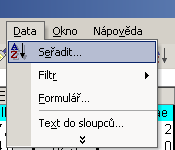 Data Okno Nápověda
Seřadit...
Filtr
Formulář...
Text do sloupců...